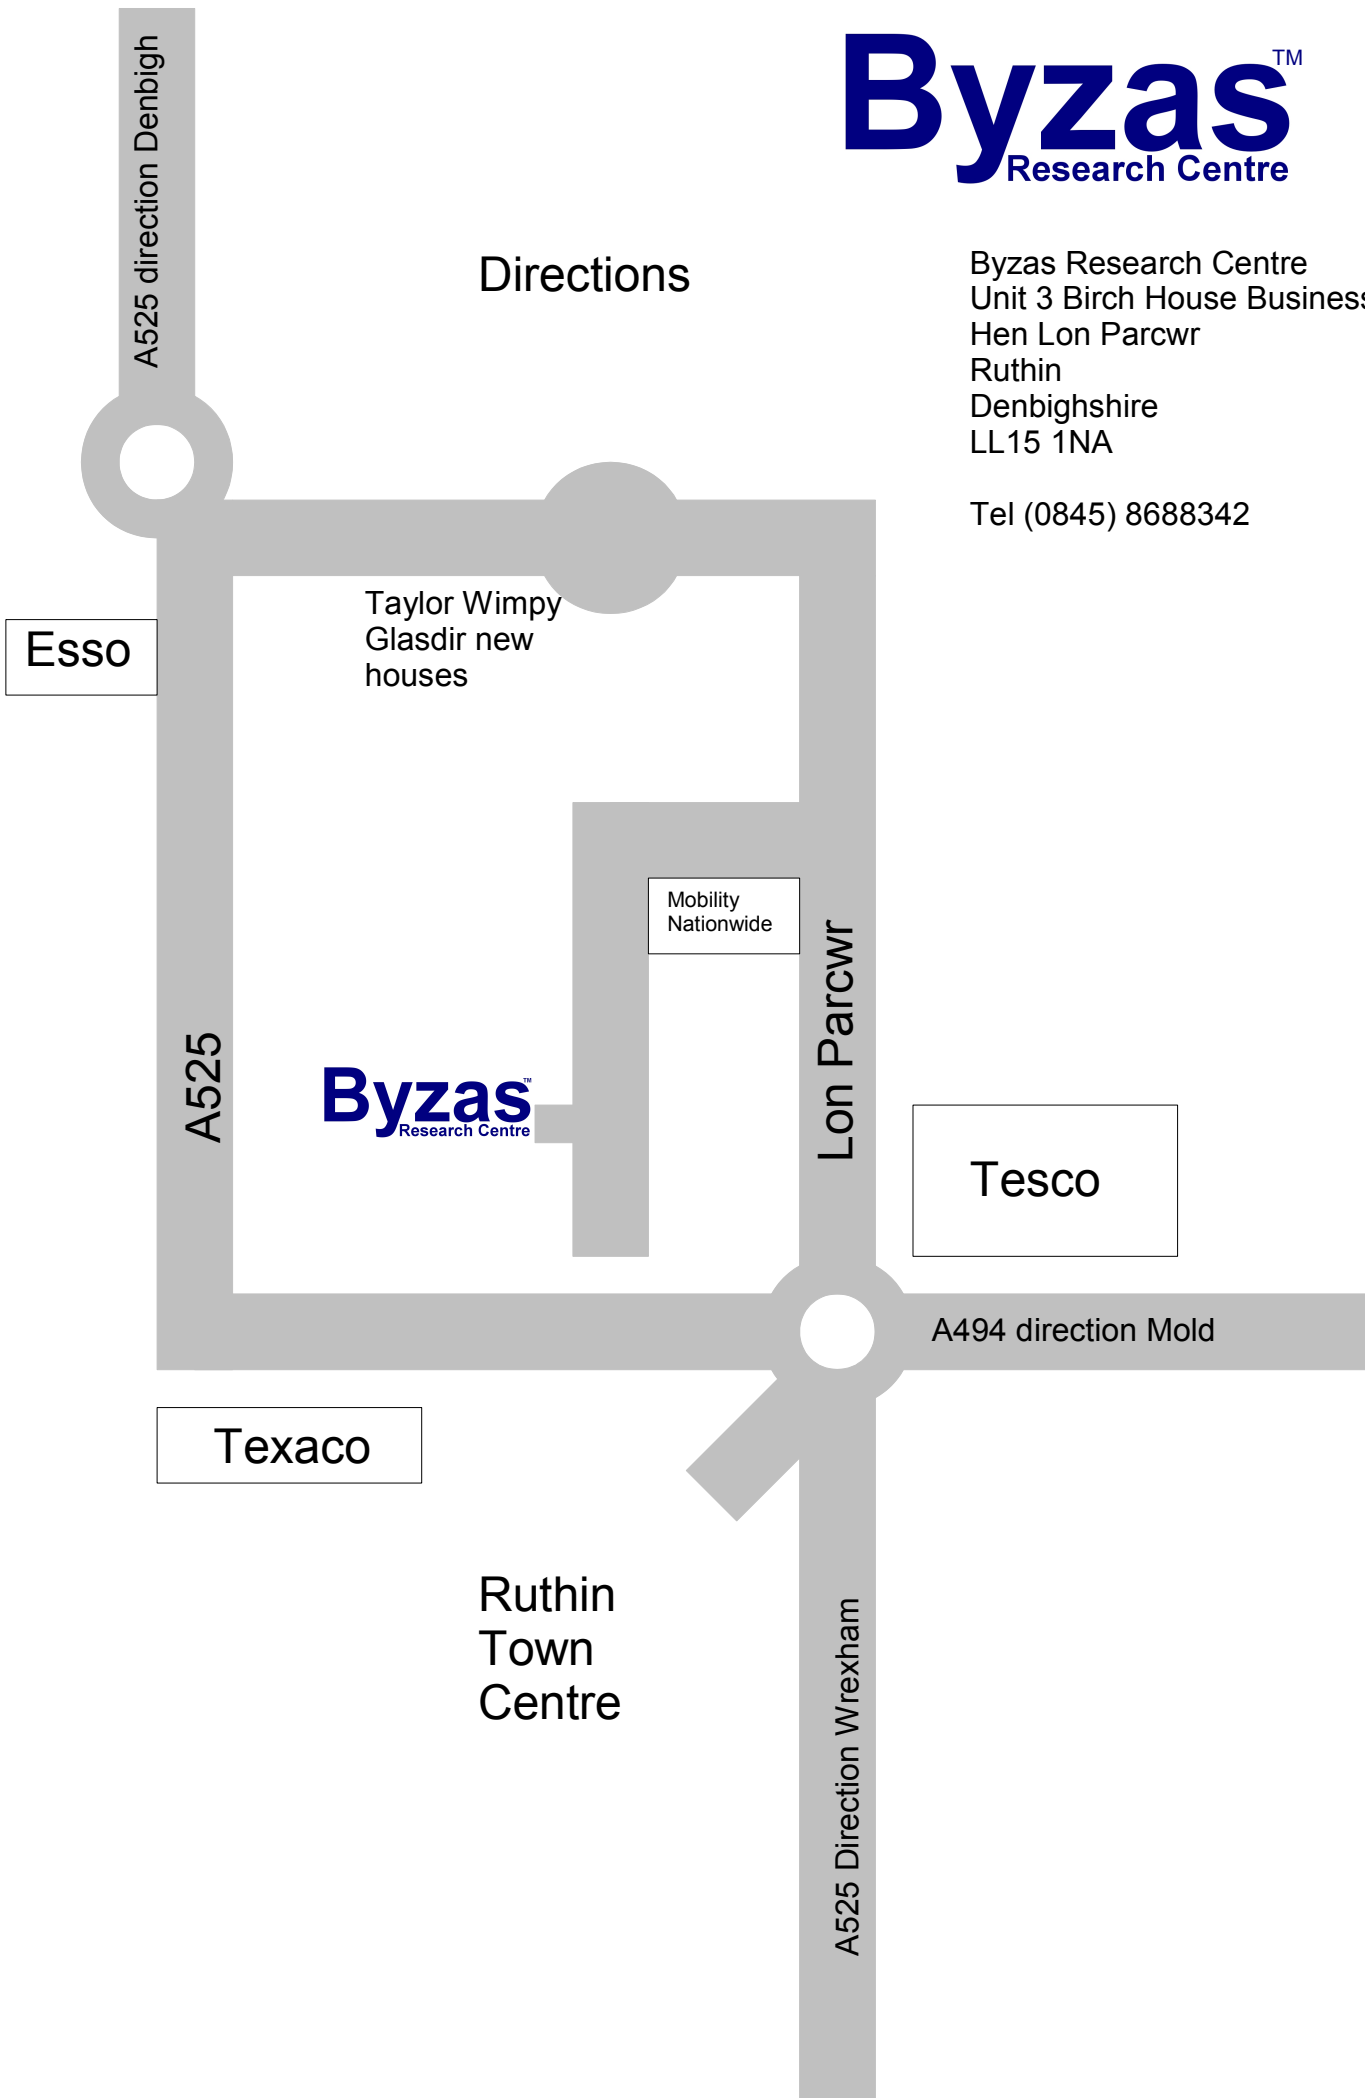 Byzas™
Research Centre
A525 direction Denbigh
Directions
Byzas Research Centre
Unit 3 Birch House Business
Hen Lon Parcwr
Ruthin
Denbighshire
LL15 1NA
Tel (0845) 8688342
Taylor Wimpy
Glasdir new
houses
Esso
Mobility
Nationwide
Lon Parcwr
A525
Byzas™
Research Centre
Tesco
A494 direction Mold
Texaco
Ruthin
Town
Centre
A525 Direction Wrexham